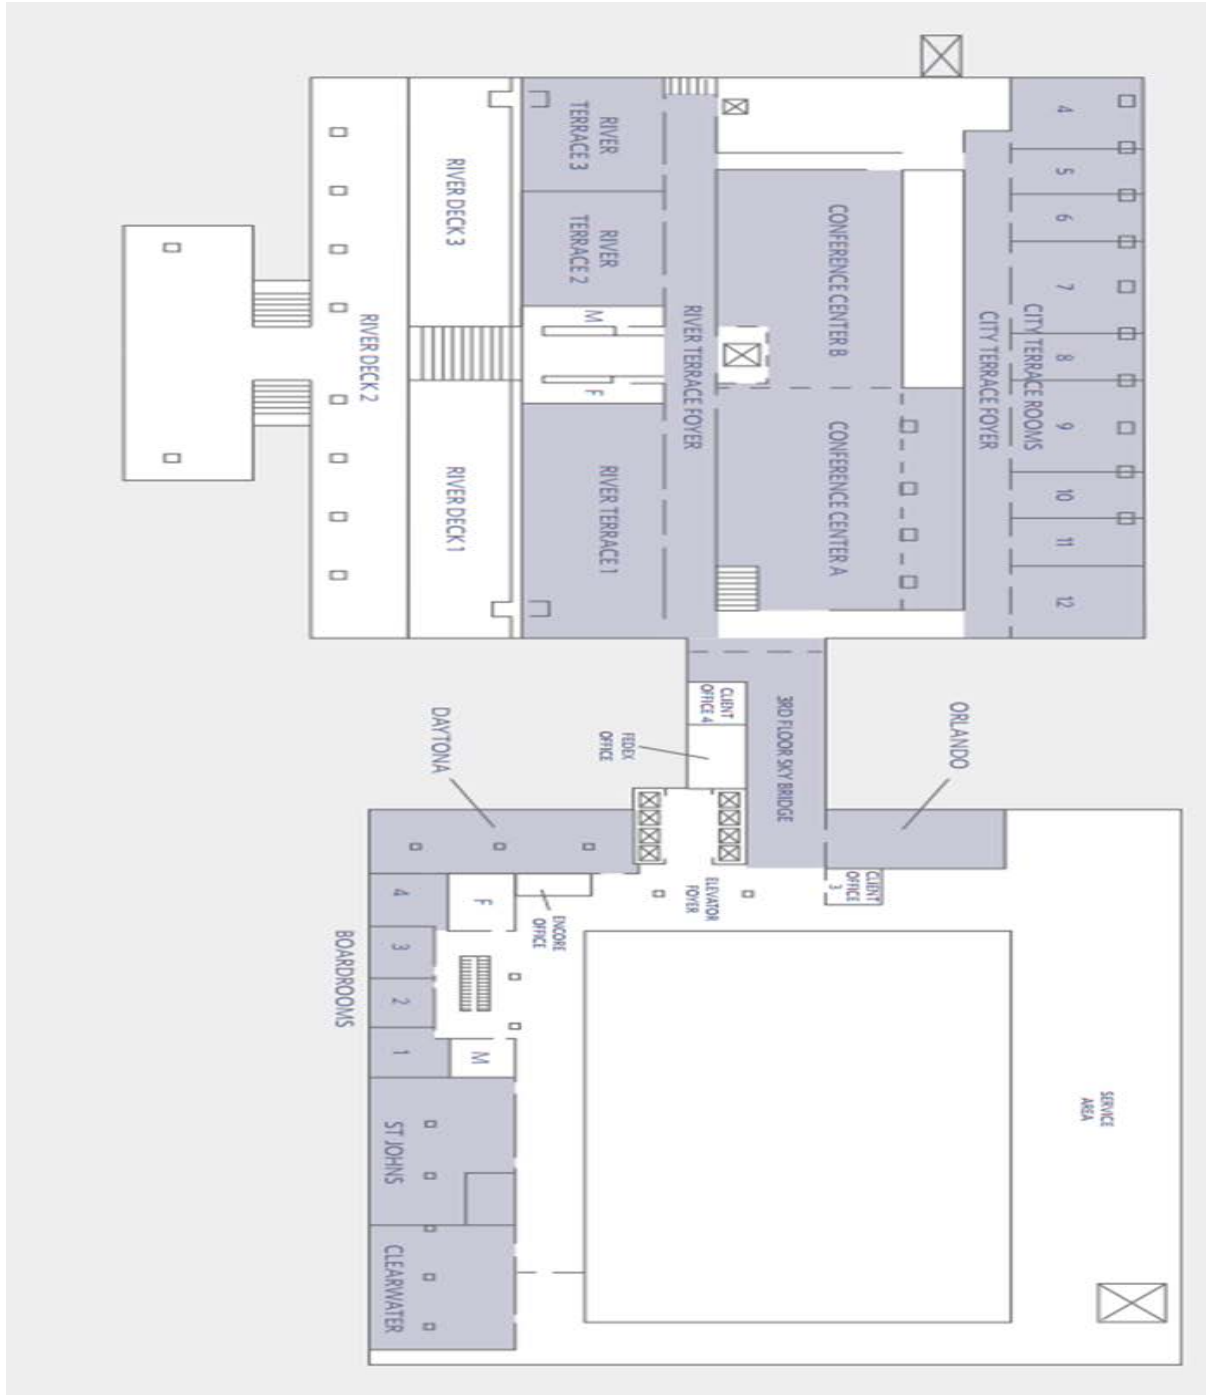 4
5
6
7
8
9
10
11
12
CITY TERRACE ROOMS
CITY TERRACE FOYER
CONFERENCE CENTER B
CONFERENCE CENTER A
RIVER TERRACE FOYER
RIVER
TERRACE 3
RIVER
TERRACE 2
M
F
RIVER TERRACE 1
RIVER DECK 3
RIVER DECK 1
RIVER DECK 2
3RD FLOOR SKY BRIDGE
CLIENT
OFFICE 4
FEDEX
OFFICE
ORLANDO
DAYTONA
CLIENT
OFFICE
3
ELEVATOR
FOYER
ENCORE
OFFICE
F
4
3
2
1
M
BOARDROOMS
ST JOHNS
CLEARWATER
SERVICE
AREA